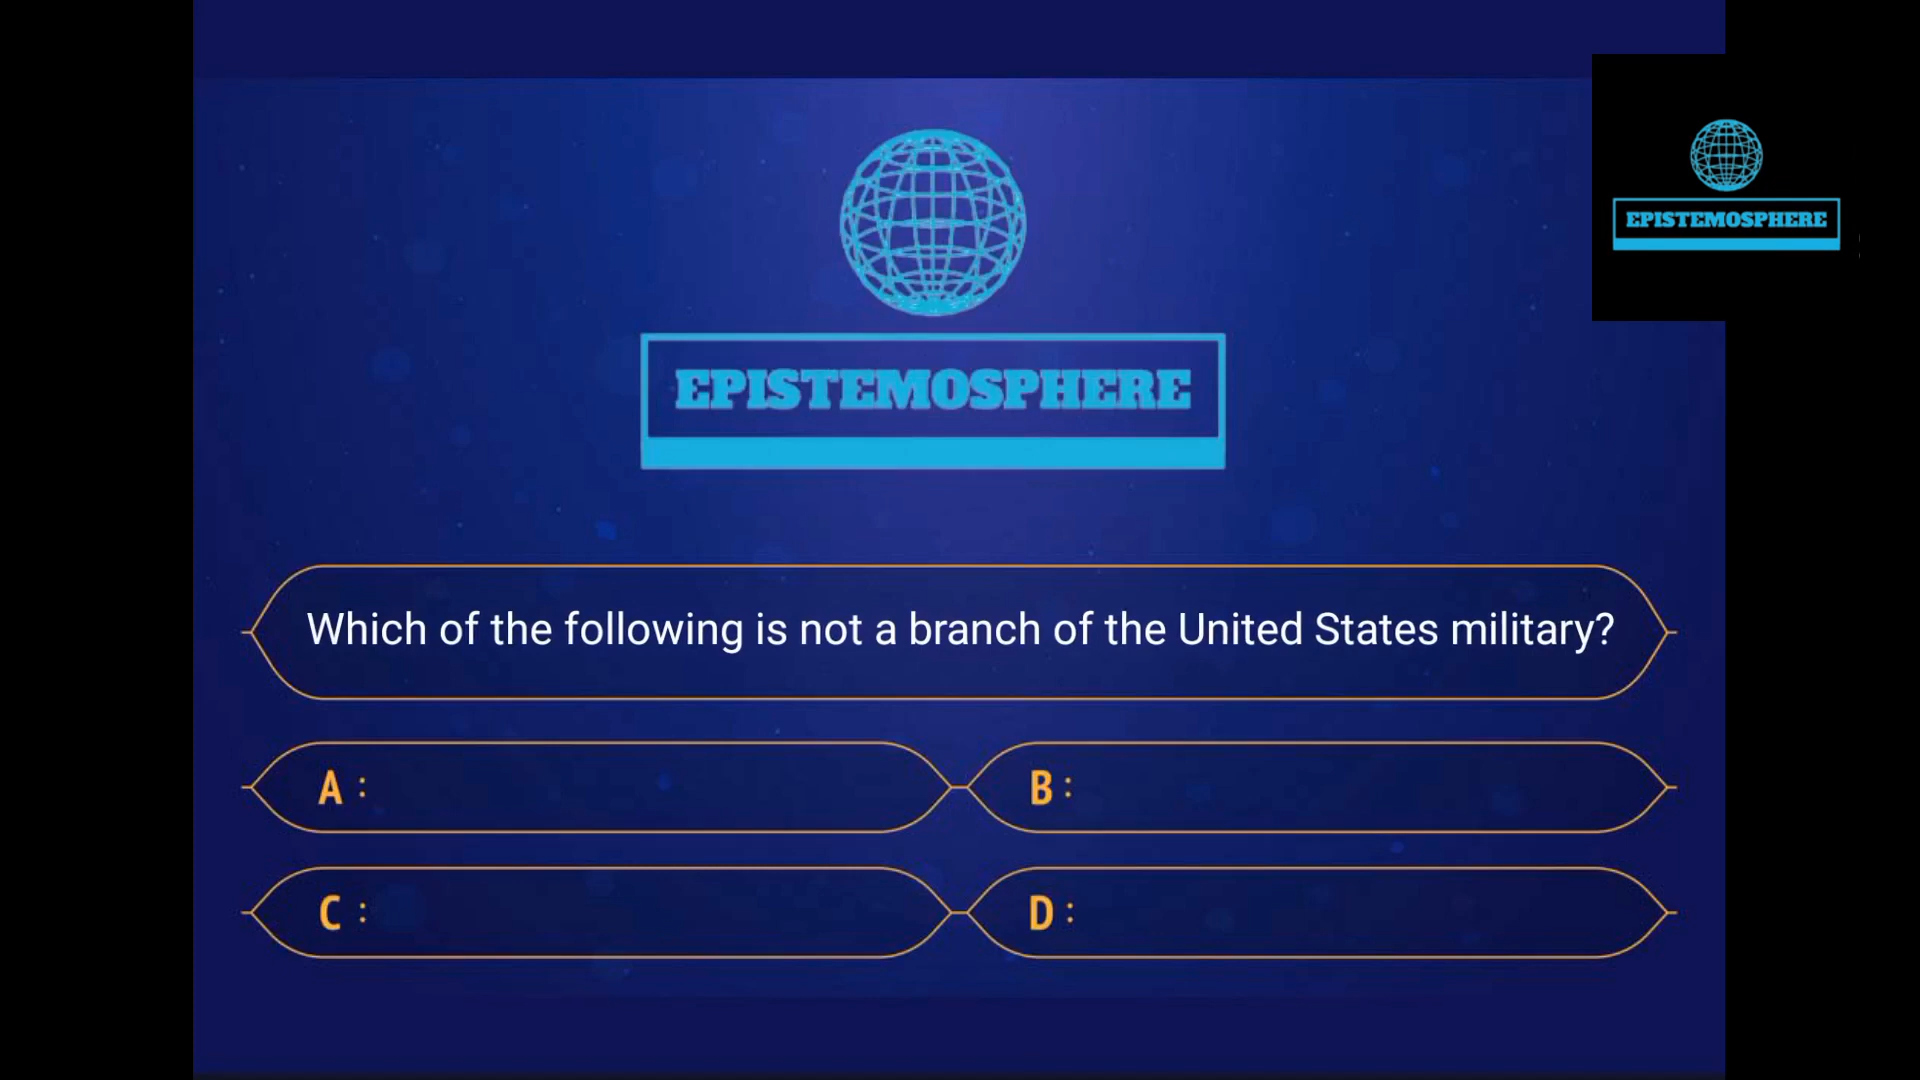 EPISTEMOSPHERE
EPISTEMOSPHERE
Which of the following is not a branch of the United States military?
A :
B :
C :
D :